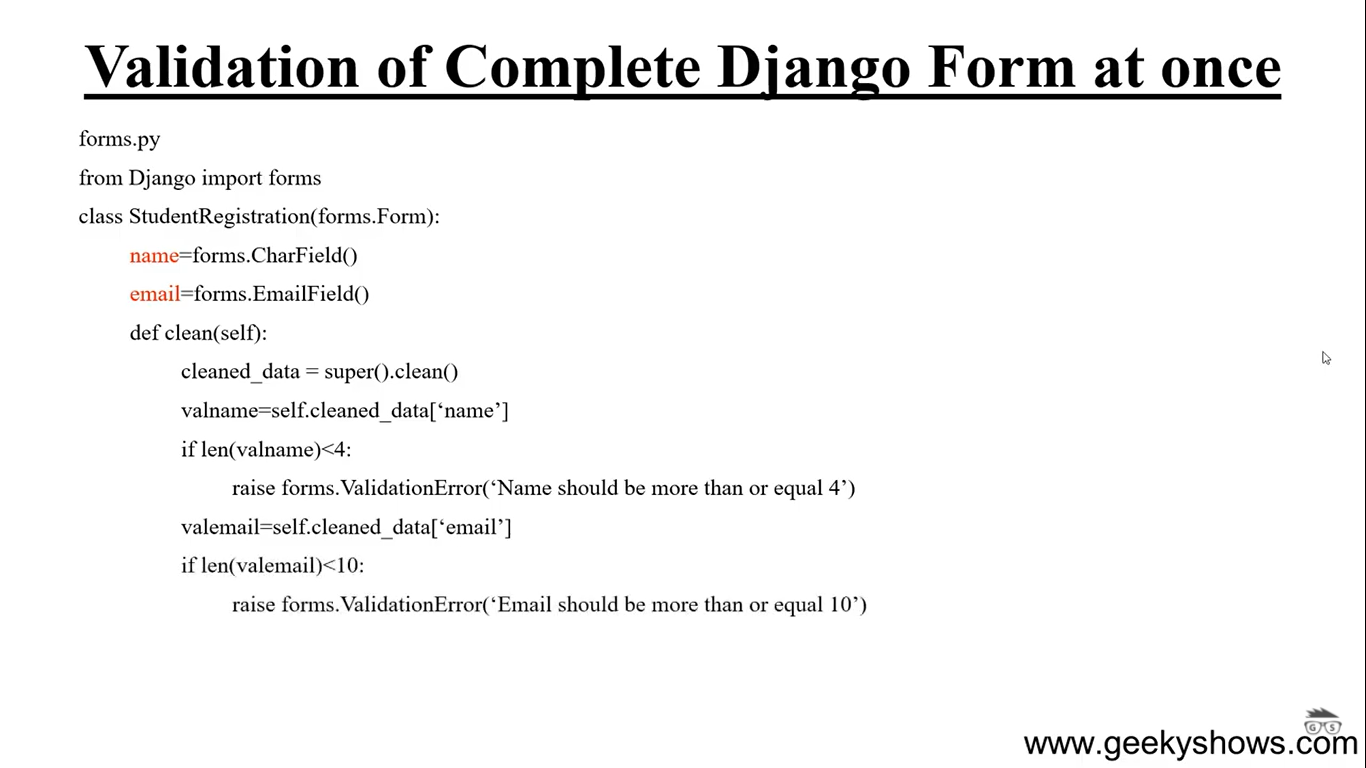 Validation of Complete Django Form at once
forms.py
from Django import forms
class StudentRegistration(forms.Form):
name=forms.CharField()
email=forms.EmailField()
def clean(self):
cleaned_data = super().clean()
valname=self.cleaned_data[‘name’]
if len(valname)<4:
raise forms.ValidationError(‘Name should be more than or equal 4’)
valemail=self.cleaned_data[‘email’]
if len(valemail)<10:
raise forms.ValidationError(‘Email should be more than or equal 10’)
G S
www.geekyshows.com